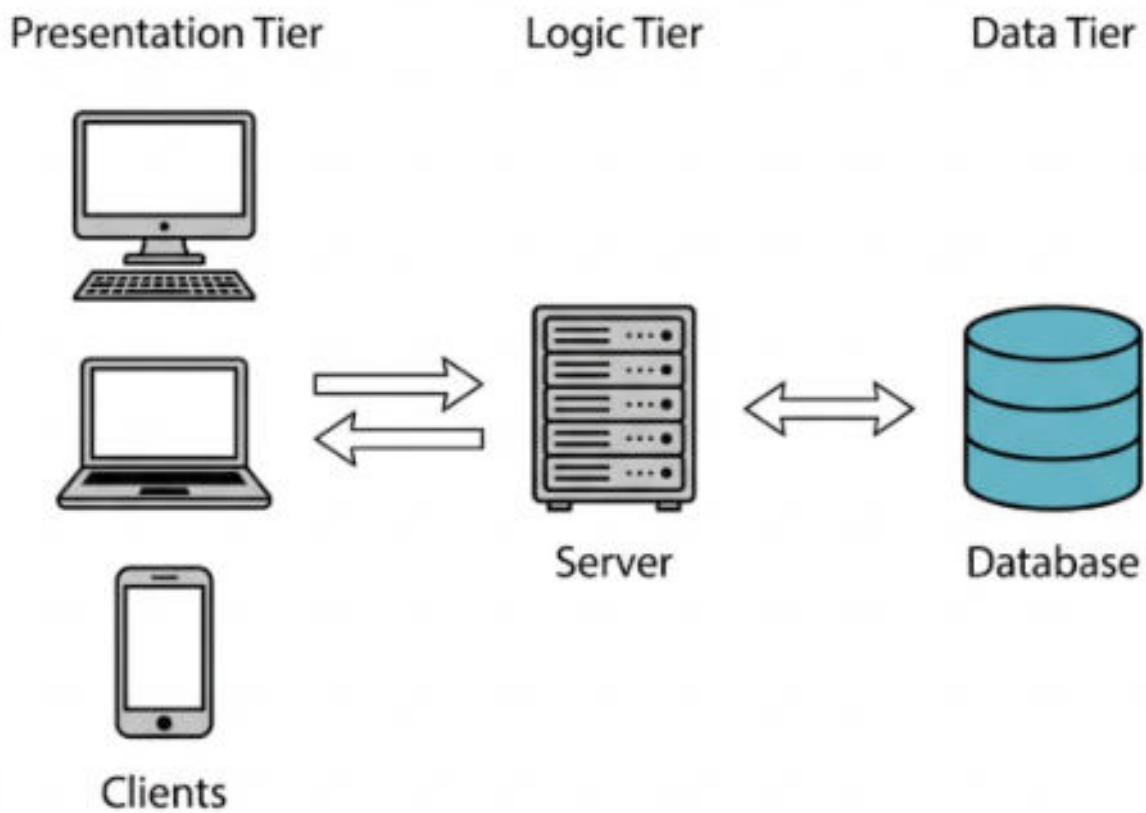 Presentation Tier
Logic Tier
Data Tier
Server
Database
Clients